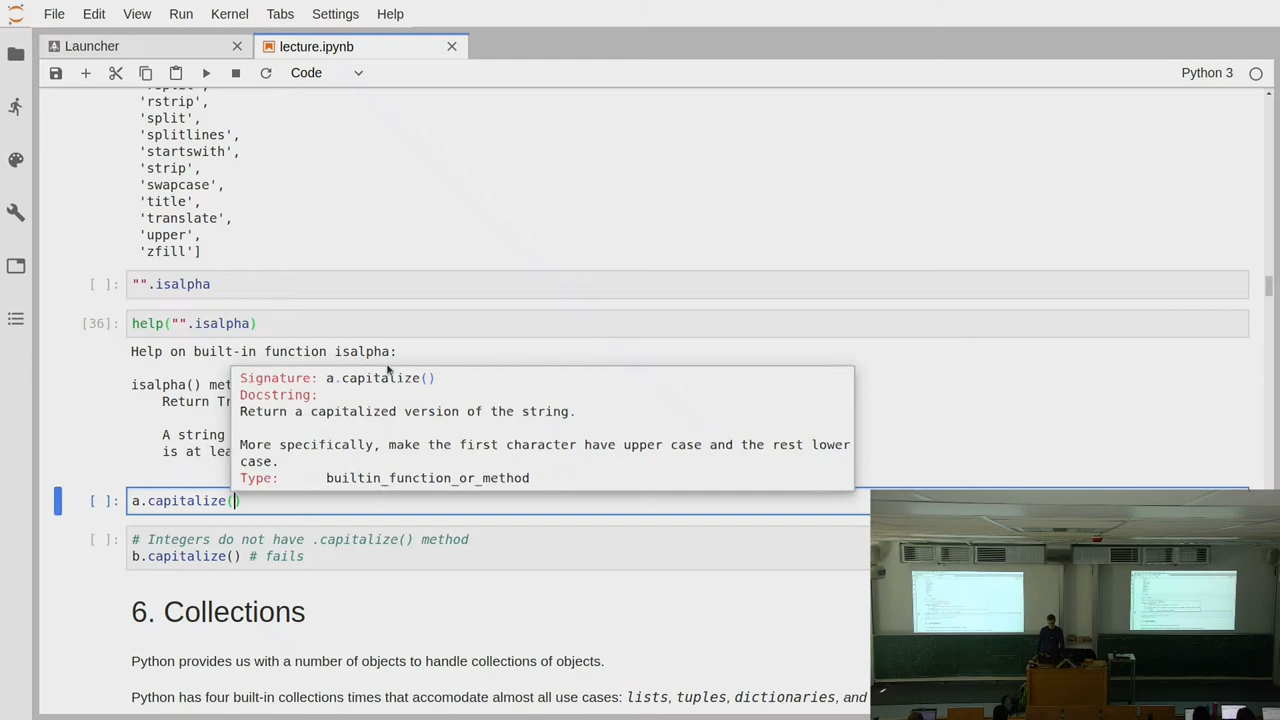 File Edit View Run Kernel Tabs Settings Help
Launcher
lecture.ipynb
Code
Python 3
'rstrip',
'split',
'splitlines',
'startswith',
'strip',
'swapcase',
'title',
'translate',
'upper',
'zfill']
[ ]: "".isalpha
[36]: help("".isalpha)
Help on built-in function isalpha:
isalpha() met
Return Tr
A string
is at lea
Signature: a.capitalize()
Docstring:
Return a capitalized version of the string.
More specifically, make the first character have upper case and the rest lower
case.
Type: builtin_function_or_method
[ ]: a.capitalize()
[ ]: # Integers do not have .capitalize() method
b.capitalize() # fails
6. Collections
Python provides us with a number of objects to handle collections of objects.
Python has four built-in collections times that accomodate almost all use cases: lists, tuples, dictionaries, and